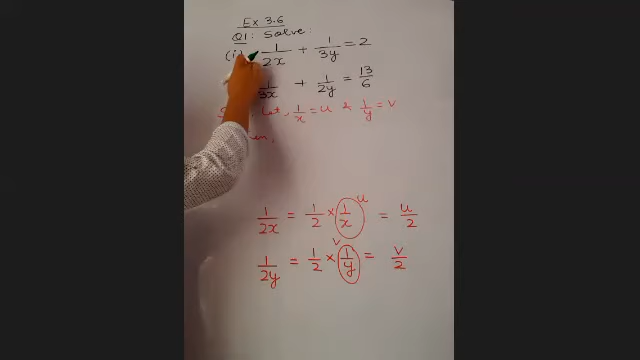 Ex 3.6
Q1: Solve:
(i) 1/2x + 1/3y = 2
1/3x + 1/2y = 13/6
let, 1/x = u & 1/y = v
1/2x = 1/2 × 1/x u = u/2
1/2y = 1/2 × 1/y v = v/2